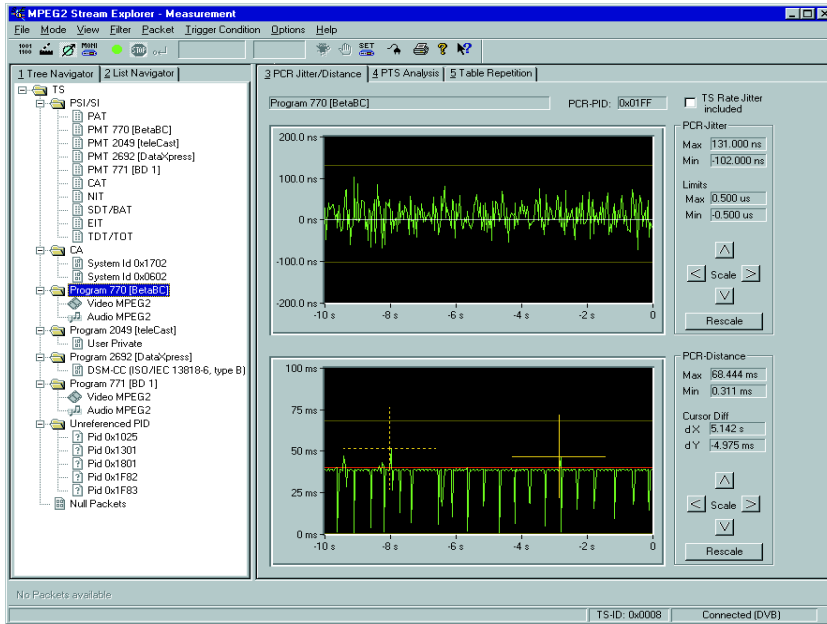 MPEG2 Stream Explorer - Measurement
File Mode View Filter Packet Trigger Condition Options Help
1001 1100 MINI SET
1 Tree Navigator 2 List Navigator
TS
PSI/SI
PAT
PMT 770 [BetaBC]
PMT 2049 [teleCast]
PMT 2692 [DataXpress]
PMT 771 [BD 1]
CAT
NIT
SDT/BAT
EIT
TDT/TOT
CA
System Id 0x1702
System Id 0x0602
Program 770 [BetaBC]
Video MPEG2
Audio MPEG2
Program 2049 [teleCast]
User Private
Program 2692 [DataXpress]
DSM-CC (ISO/IEC 13818-6, type B)
Program 771 [BD 1]
Video MPEG2
Audio MPEG2
Unreferenced PID
Pid 0x1025
Pid 0x1301
Pid 0x1801
Pid 0x1F82
Pid 0x1F83
Null Packets
3 PCR Jitter/Distance 4 PTS Analysis 5 Table Repetition
Program 770 [BetaBC] PCR-PID: 0x01FF
TS Rate Jitter
included
200.0 ns
100.0 ns
0 ns
-100.0 ns
-200.0 ns
-10 s -8 s -6 s -4 s -2 s 0
PCR-Jitter
Max 131.000 ns
Min -102.000 ns
Limits
Max 0.500 us
Min -0.500 us
Scale
Rescale
100 ms
75 ms
50 ms
25 ms
0 ms
-10 s -8 s -6 s -4 s -2 s 0
PCR-Distance
Max 68.444 ms
Min 0.311 ms
Cursor Diff
dX 5.142 s
dY -4.975 ms
Scale
Rescale
No Packets available
TS-ID: 0x0008 Connected (DVB)